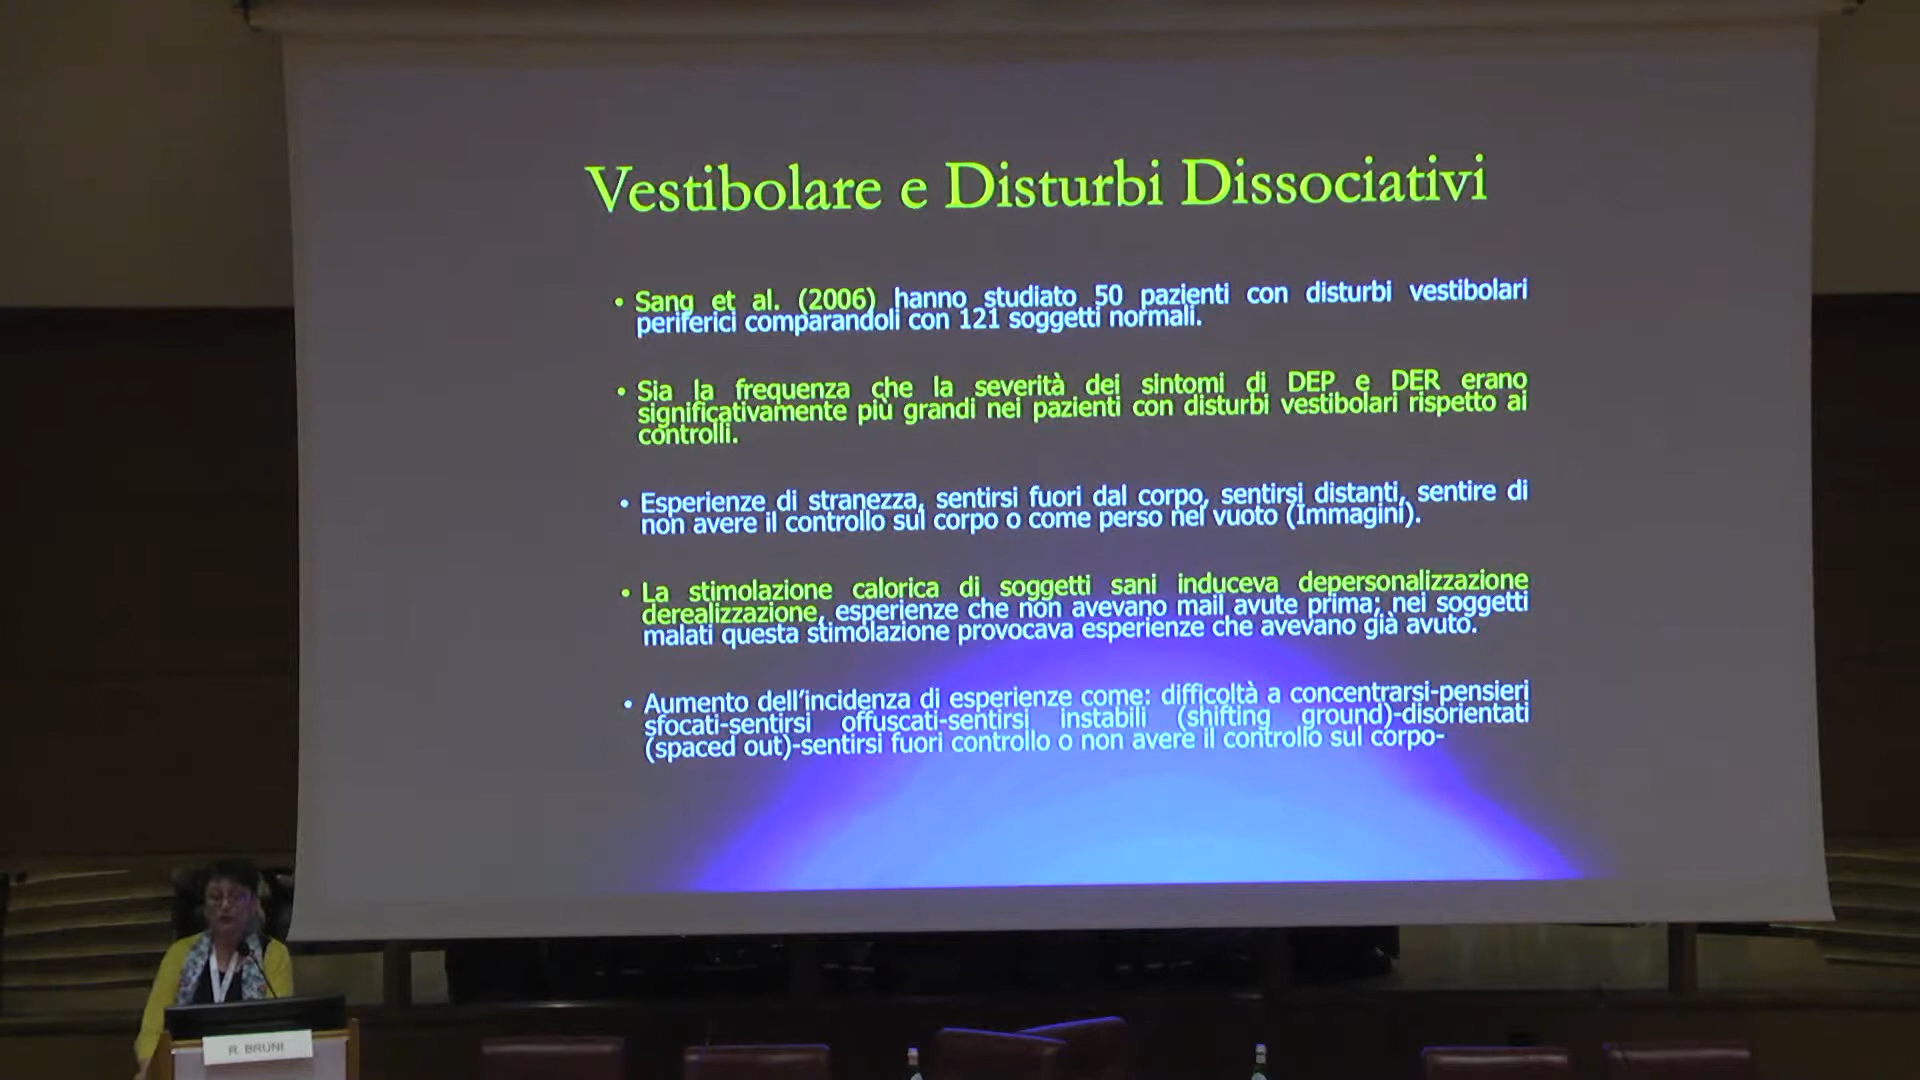 Vestibolare e Disturbi Dissociativi
• Sang et al. (2006) hanno studiato 50 pazienti con disturbi vestibolari
periferici comparandoli con 121 soggetti normali.
• Sia la frequenza che la severità dei sintomi di DEP e DER erano
significativamente più grandi nei pazienti con disturbi vestibolari rispetto ai
controlli.
• Esperienze di stranezza, sentirsi fuori dal corpo, sentirsi distanti, sentire di
non avere il controllo sul corpo o come perso nel vuoto (Immagini).
• La stimolazione calorica di soggetti sani induceva depersonalizzazione
derealizzazione, esperienze che non avevano mail avute prima; nei soggetti
malati questa stimolazione provocava esperienze che avevano già avuto.
• Aumento dell'incidenza di esperienze come: difficoltà a concentrarsi-pensieri
sfocati-sentirsi offuscati-sentirsi instabili (shifting ground)-disorientati
(spaced out)-sentirsi fuori controllo o non avere il controllo sul corpo-
R. BRUNI